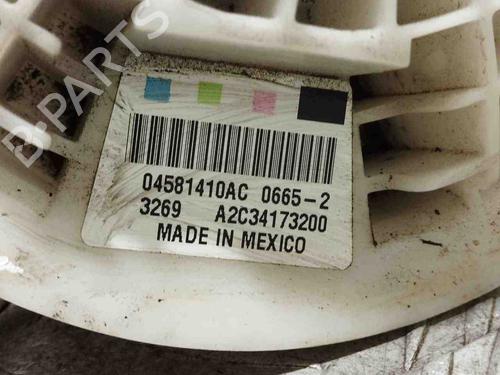 B-PARTS
04581410AC 0665-2
3269 A2C34173200
MADE IN MEXICO